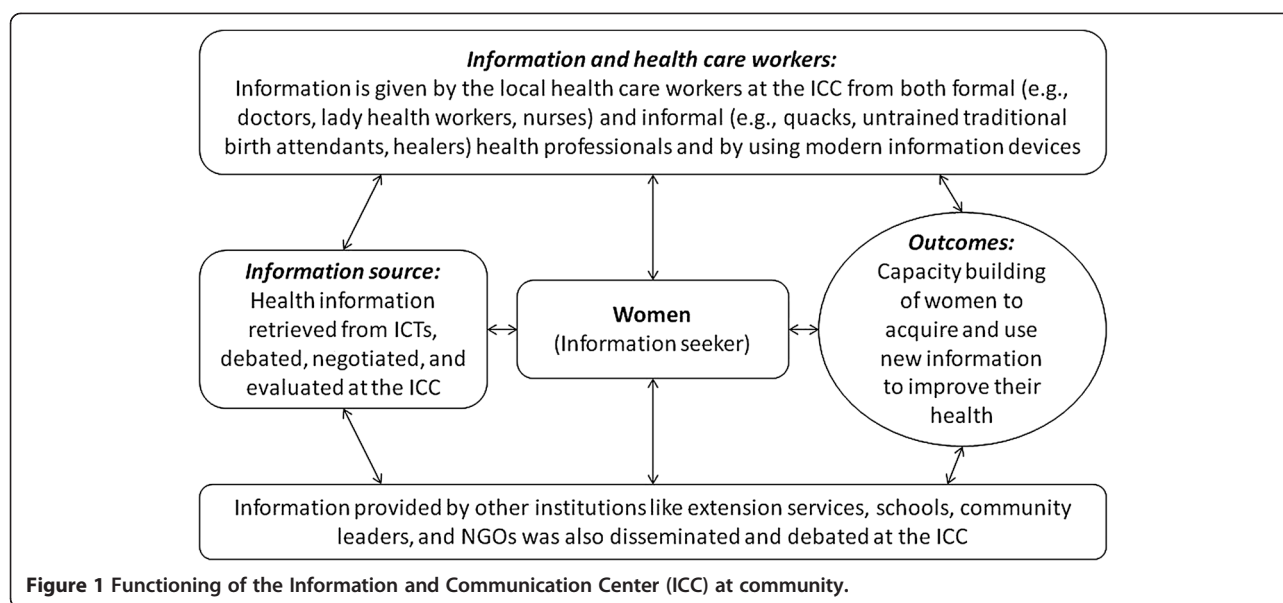 Information and health care workers:
Information is given by the local health care workers at the ICC from both formal (e.g.,
doctors, lady health workers, nurses) and informal (e.g., quacks, untrained traditional
birth attendants, healers) health professionals and by using modern information devices
Information source:
Health information
retrieved from ICTs,
debated, negotiated, and
evaluated at the ICC
Women
(Information seeker)
Outcomes:
Capacity building
of women to
acquire and use
new information
to improve their
health
Information provided by other institutions like extension services, schools, community
leaders, and NGOs was also disseminated and debated at the ICC
Figure 1 Functioning of the Information and Communication Center (ICC) at community.